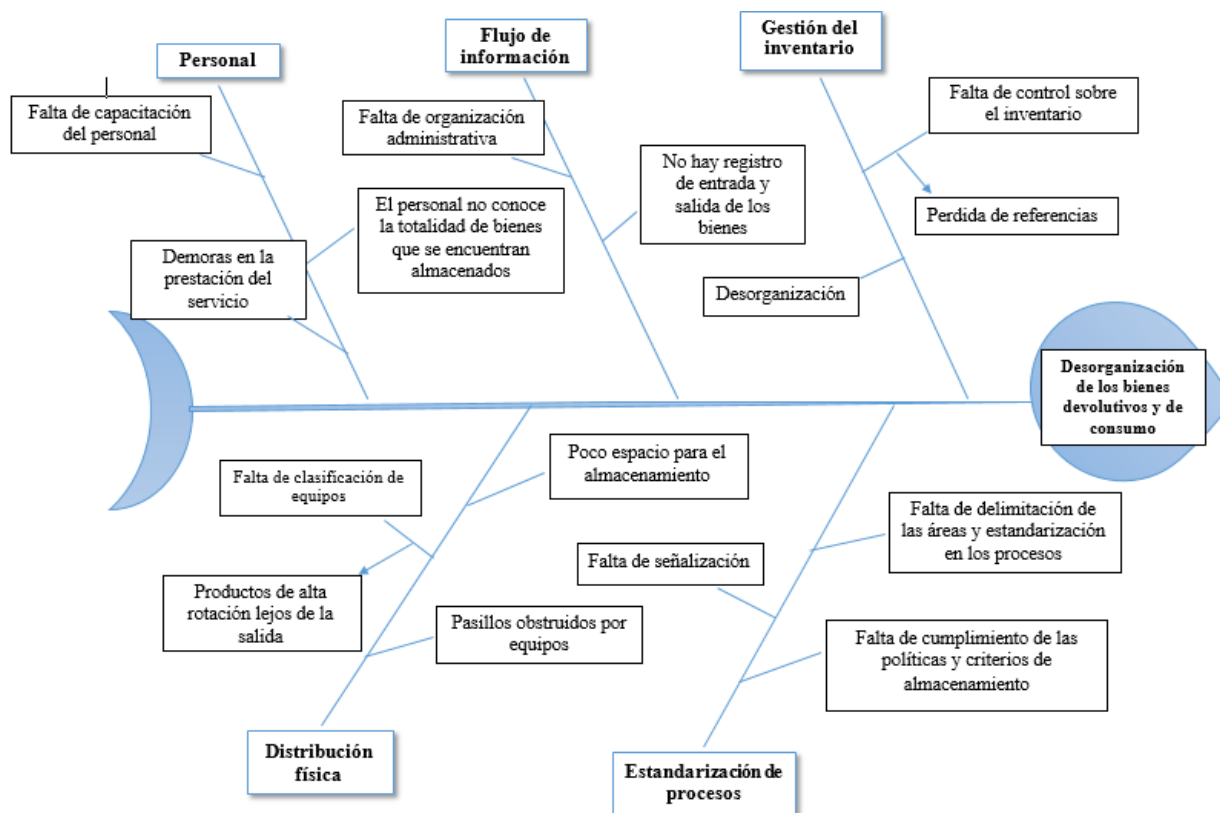 Personal
Flujo de
información
Gestión del
inventario
Falta de capacitación
del personal
Falta de organización
administrativa
Falta de control sobre
el inventario
No hay registro
de entrada y
salida de los
bienes
El personal no conoce
la totalidad de bienes
que se encuentran
almacenados
Perdida de referencias
Demoras en la
prestación del
servicio
Desorganización
Desorganización
de los bienes
devolutivos y de
consumo
Falta de clasificación de
equipos
Poco espacio para el
almacenamiento
Falta de delimitación de
las áreas y estandarización
en los procesos
Falta de señalización
Productos de alta
rotación lejos de la
salida
Pasillos obstruidos por
equipos
Falta de cumplimiento de las
políticas y criterios de
almacenamiento
Distribución
física
Estandarización de
procesos